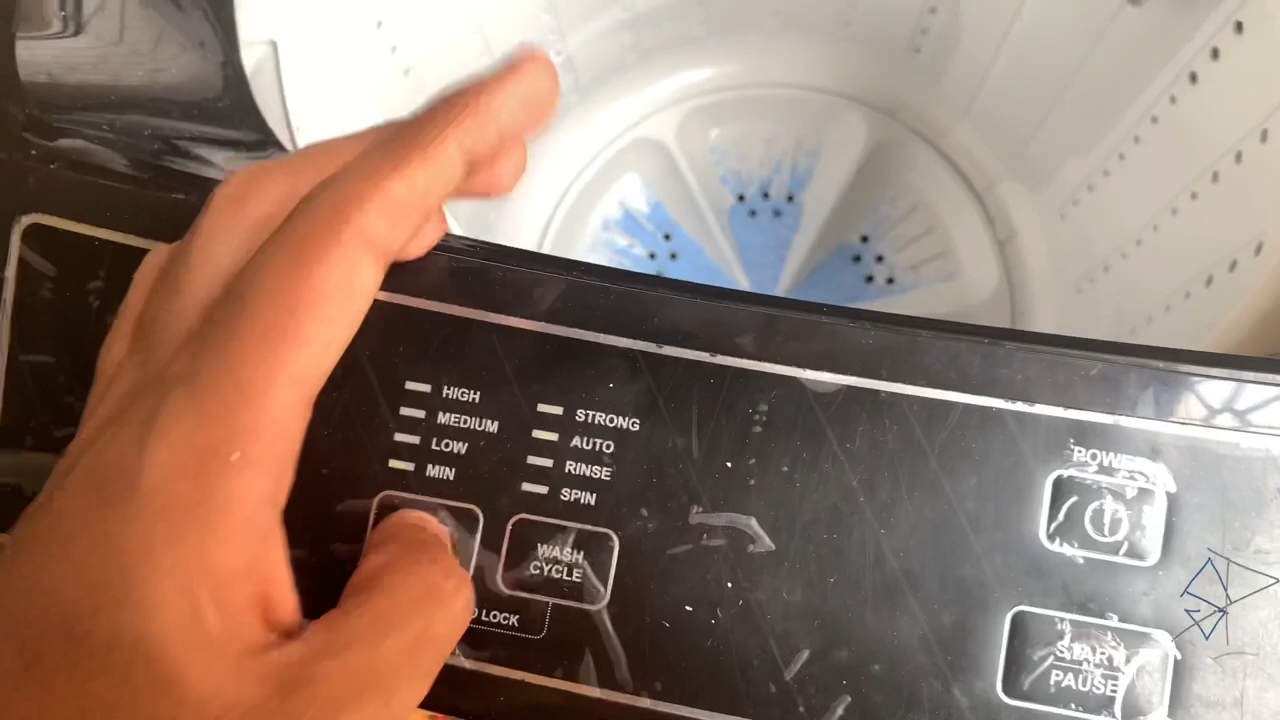 HIGH
MEDIUM
LOW
MIN
STRONG
AUTO
RINSE
SPIN
WASH
CYCLE
LOCK
POWER
START
PAUSE